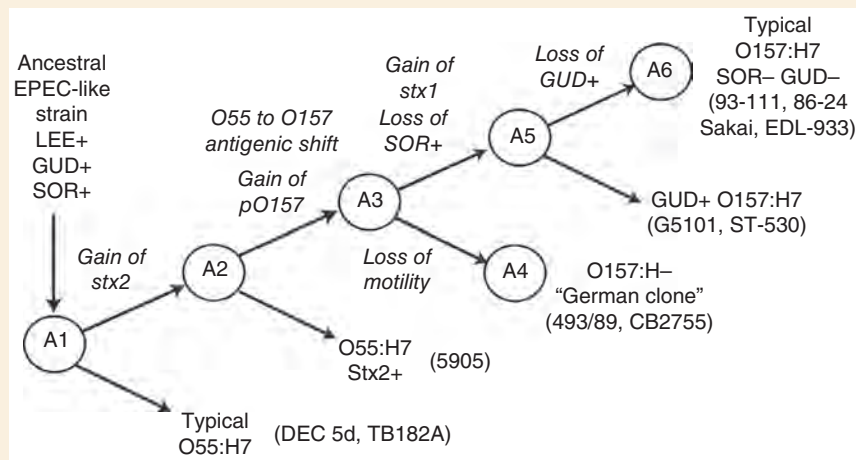 Ancestral
EPEC-like
strain
LEE+
GUD+
SOR+
A1
Gain of
stx2
Typical
O55:H7
(DEC 5d, TB182A)
A2
O55:H7
Stx2+
(5905)
O55 to O157
antigenic shift
Gain of
pO157
A3
Loss of
motility
A4
O157:H–
“German clone”
(493/89, CB2755)
Gain of
stx1
Loss of
SOR+
A5
GUD+ O157:H7
(G5101, ST-530)
Loss of
GUD+
A6
Typical
O157:H7
SOR– GUD–
(93-111, 86-24
Sakai, EDL-933)